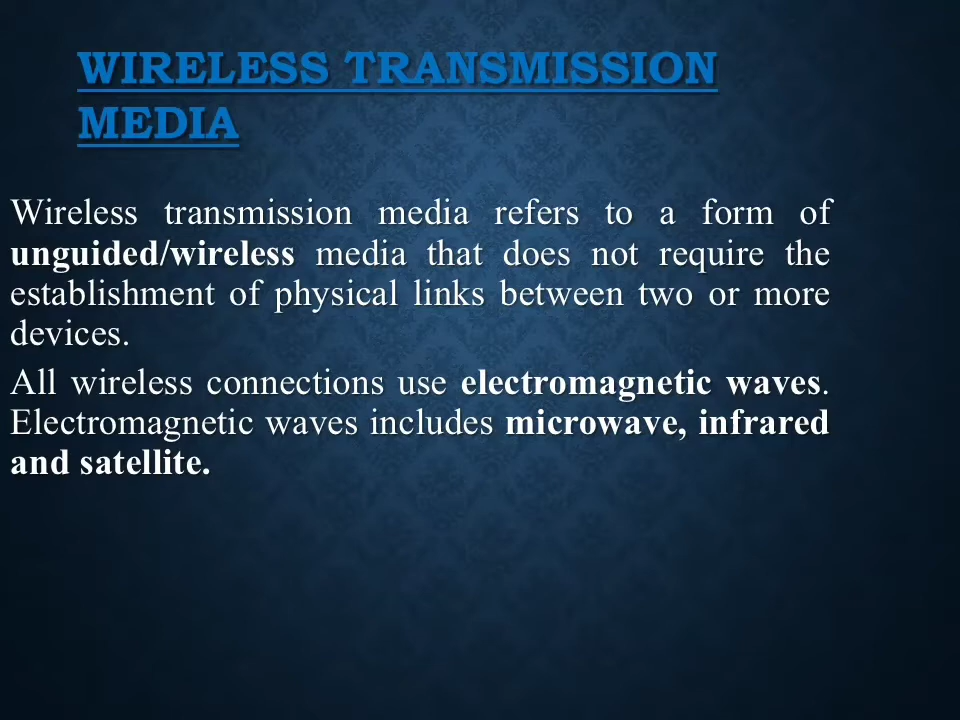 WIRELESS TRANSMISSION
MEDIA
Wireless transmission media refers to a form of
unguided/wireless media that does not require the
establishment of physical links between two or more
devices.
All wireless connections use electromagnetic waves.
Electromagnetic waves includes microwave, infrared
and satellite.